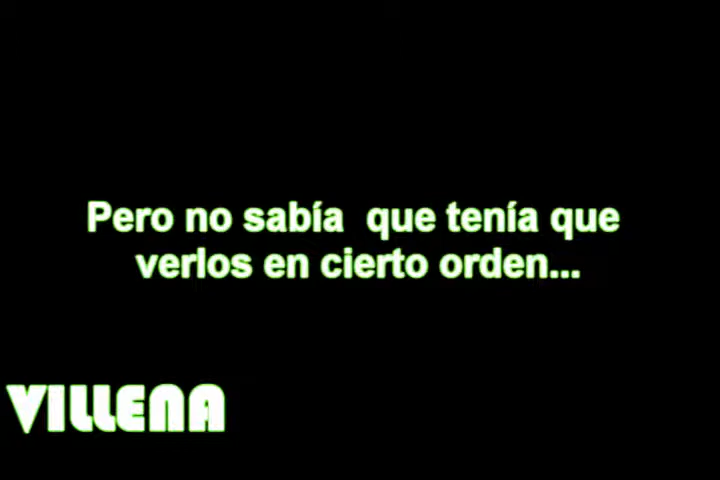 Pero no sabía  que tenía que
verlos en cierto orden...
VILLENA